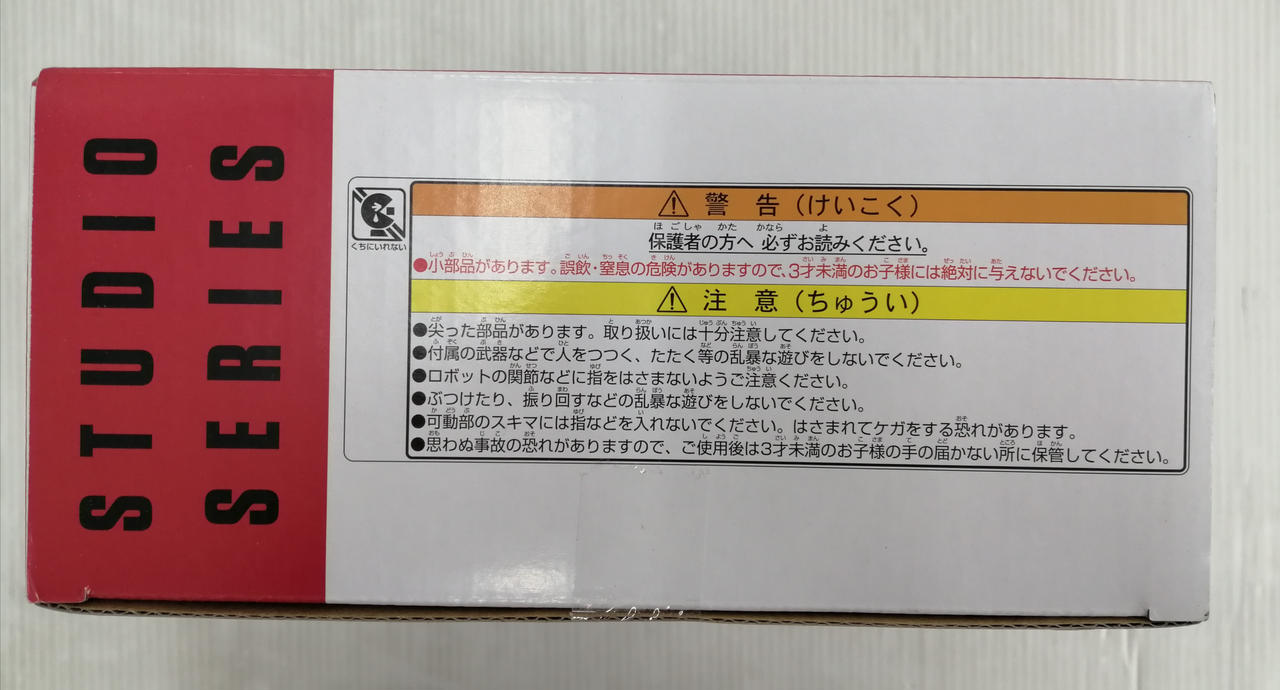 STUDIO
SERIES
くちにいれない
警 告（けいこく）
保護者の方へ 必ずお読みください。
●小部品があります。誤飲・窒息の危険がありますので、3才未満のお子様には絶対に与えないでください。
注 意（ちゅうい）
●尖った部品があります。取り扱いには十分注意してください。
●付属の武器などで人をつつく、たたく等の乱暴な遊びをしないでください。
●ロボットの関節などに指をはさまないようご注意ください。
●ぶつけたり、振り回すなどの乱暴な遊びをしないでください。
●可動部のスキマには指などを入れないでください。はさまれてケガをする恐れがあります。
●思わぬ事故の恐れがありますので、ご使用後は3才未満のお子様の手の届かない所に保管してください。